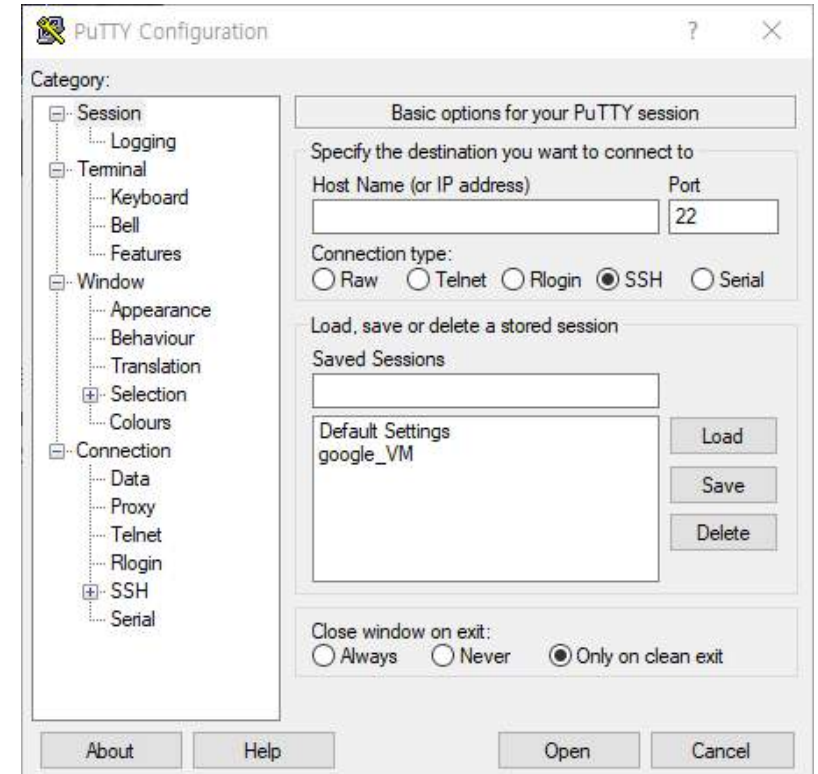 PuTTY Configuration
Category:
Session
Logging
Terminal
Keyboard
Bell
Features
Window
Appearance
Behaviour
Translation
Selection
Colours
Connection
Data
Proxy
Telnet
Rlogin
SSH
Serial
Basic options for your PuTTY session
Specify the destination you want to connect to
Host Name (or IP address) Port
22
Connection type:
Raw Telnet Rlogin SSH Serial
Load, save or delete a stored session
Saved Sessions
Default Settings
google_VM
Load
Save
Delete
Close window on exit:
Always Never Only on clean exit
About Help Open Cancel